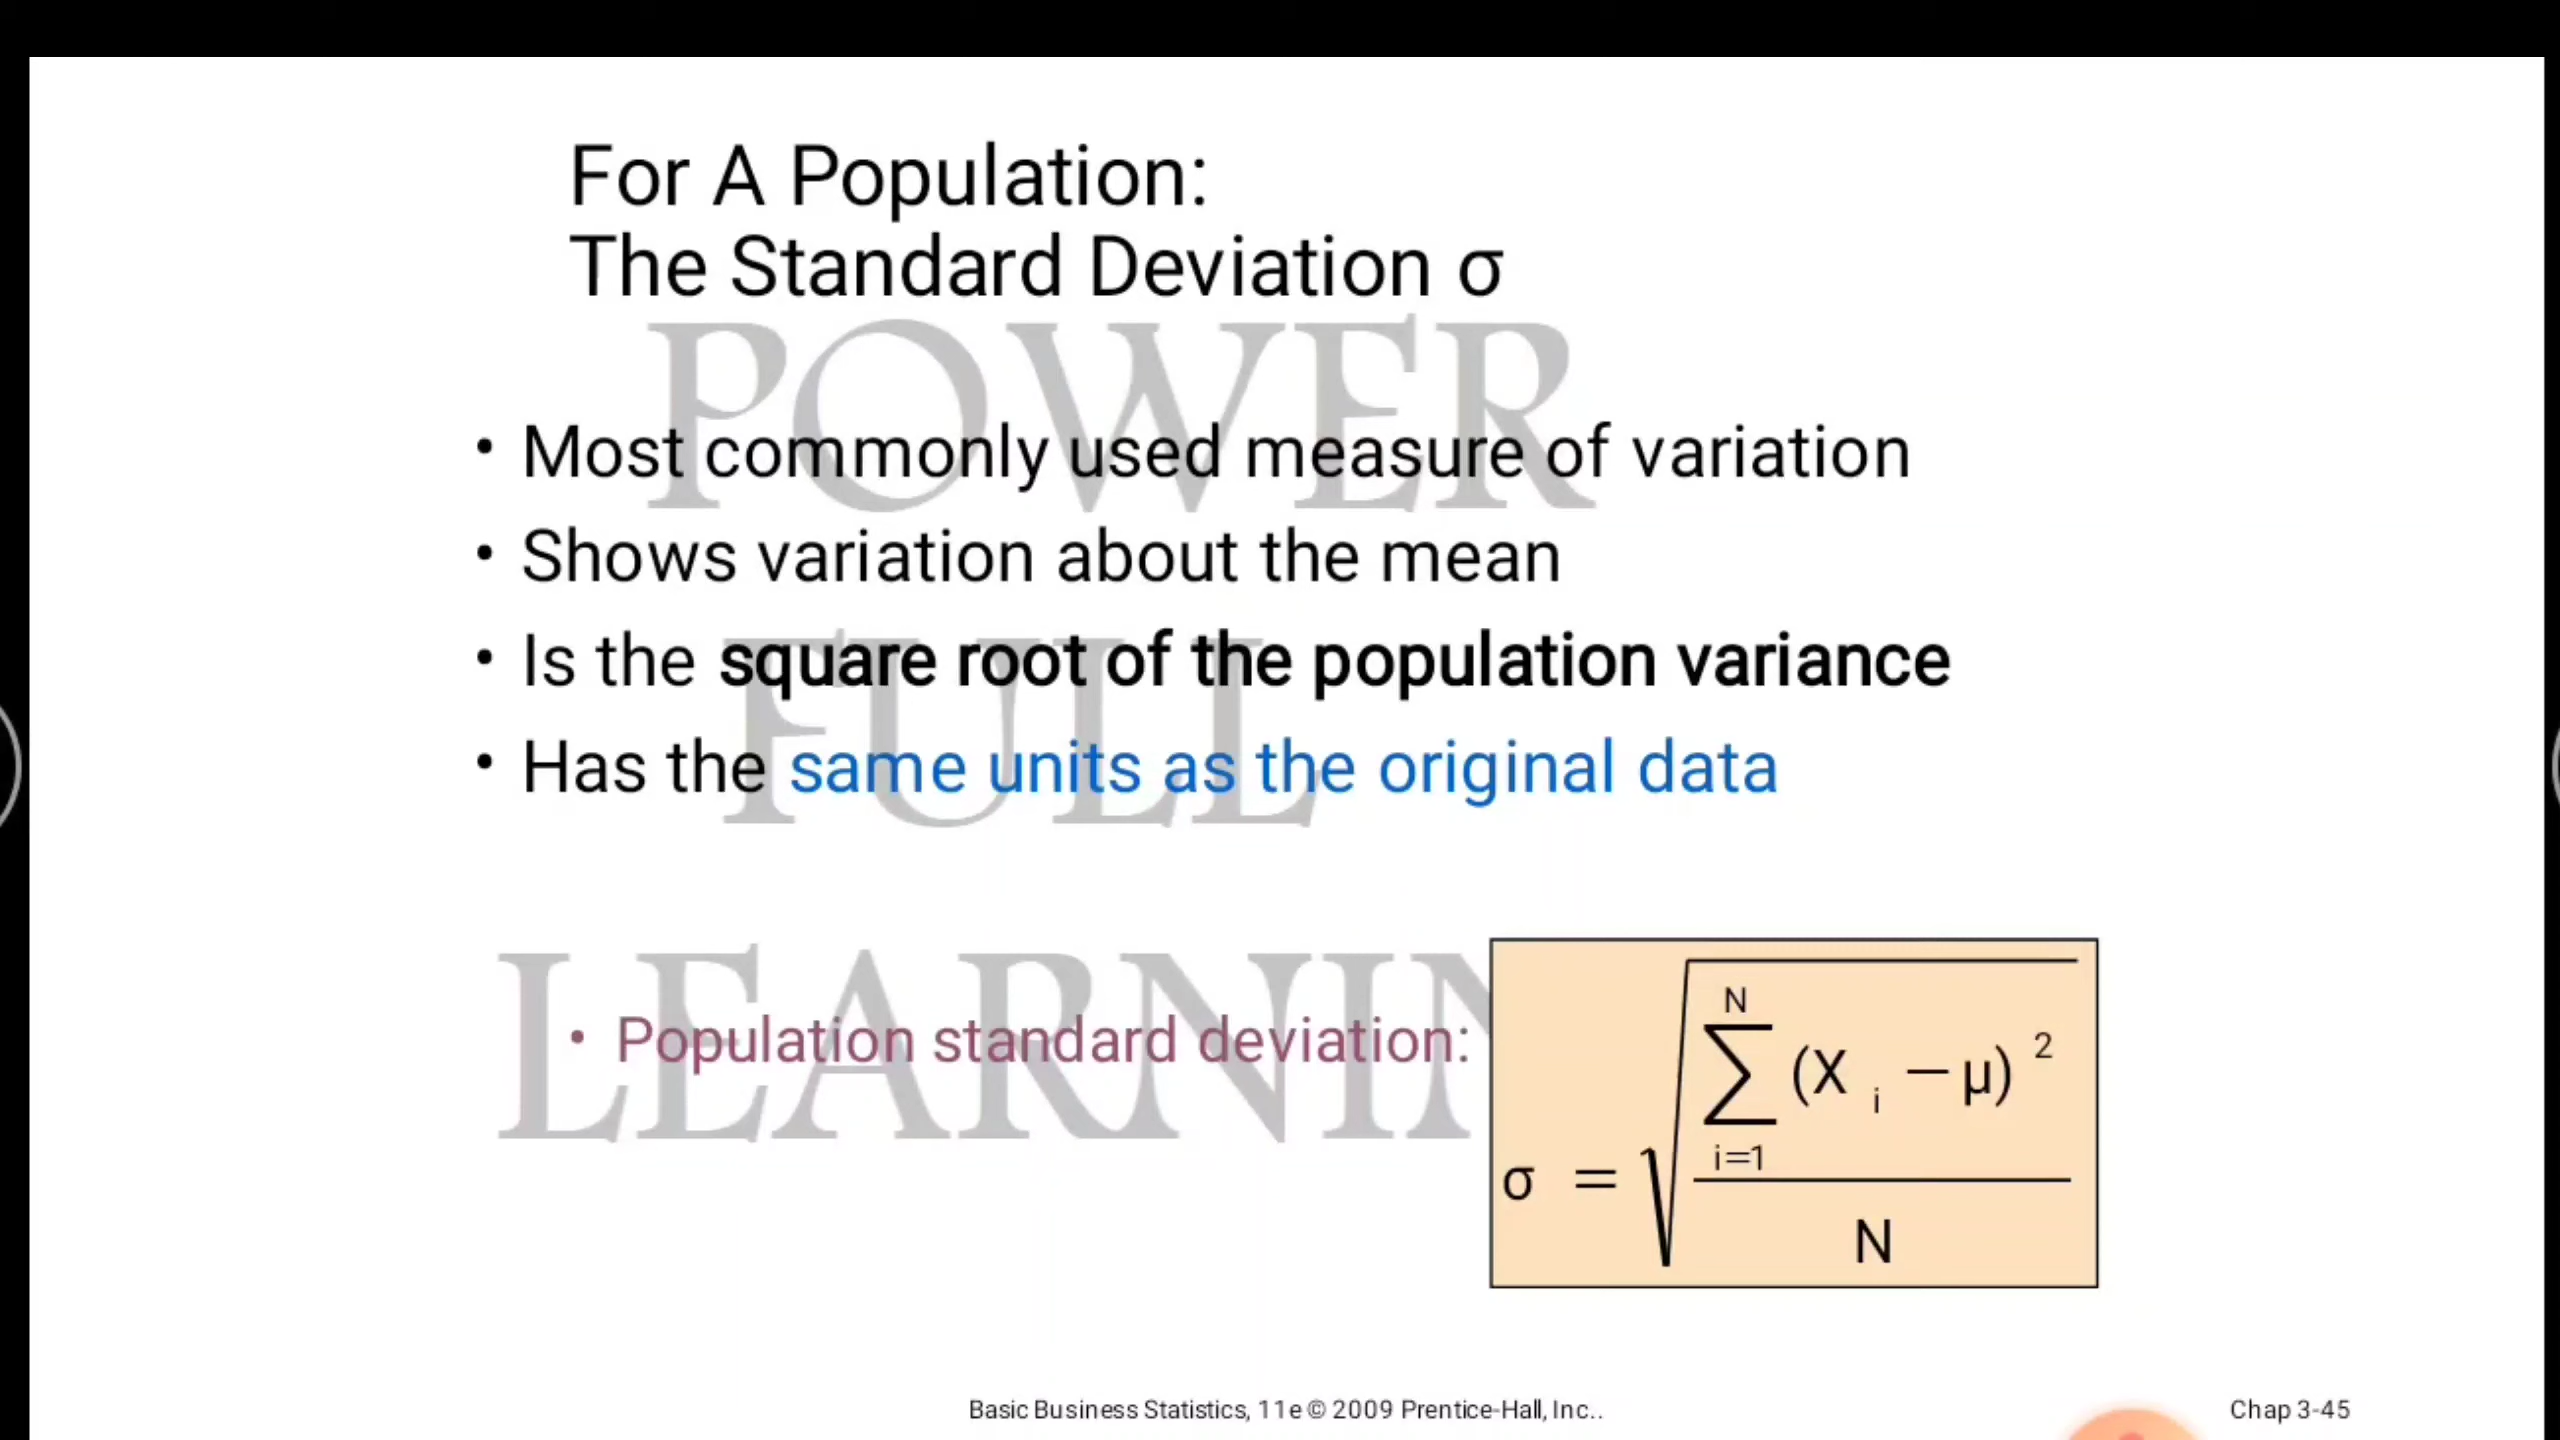 For A Population:
The Standard Deviation σ
POWER
• Most commonly used measure of variation
• Shows variation about the mean
• Is the square root of the population variance
FULL
• Has the same units as the original data
LEARNIN
• Population standard deviation:
σ = √ N ∑ i=1 (X i − μ) 2 / N
Basic Business Statistics, 11e © 2009 Prentice-Hall, Inc..
Chap 3-45